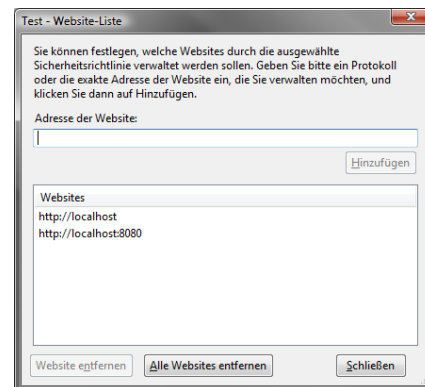 Test - Website-Liste
Sie können festlegen, welche Websites durch die ausgewählte
Sicherheitsrichtlinie verwaltet werden sollen. Geben Sie bitte ein Protokoll
oder die exakte Adresse der Website ein, die Sie verwalten möchten, und
klicken Sie dann auf Hinzufügen.
Adresse der Website:
Hinzufügen
Websites
http://localhost
http://localhost:8080
Website entfernen
Alle Websites entfernen
Schließen